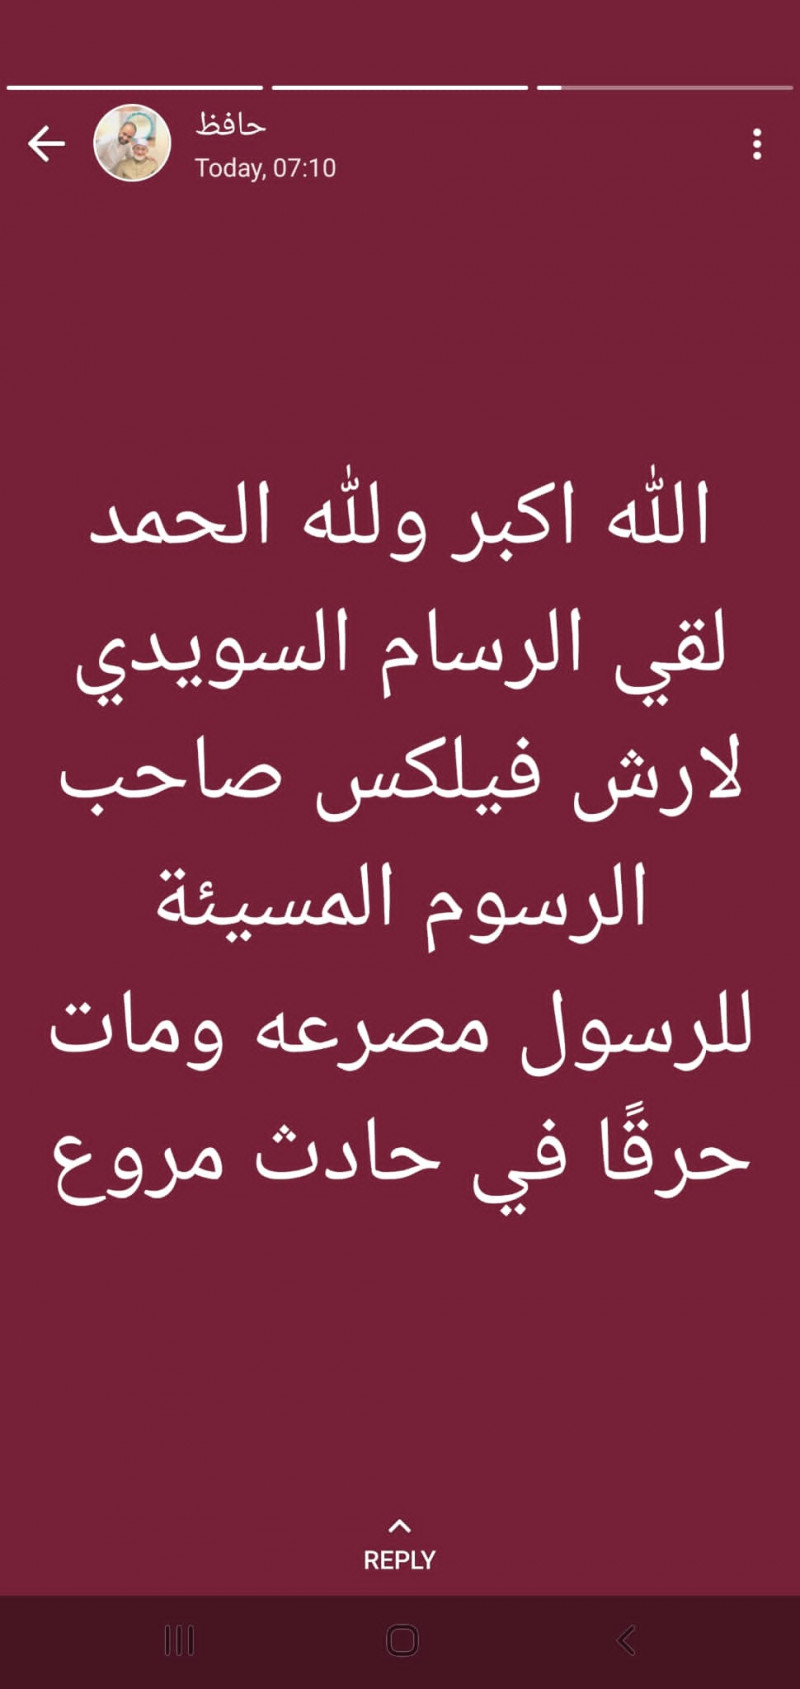 حافظ
Today, 07:10
الله اكبر ولله الحمد
لقي الرسام السويدي
لارش فيلكس صاحب
الرسوم المسيئة
للرسول مصرعه ومات
حرقًا في حادث مروع
REPLY